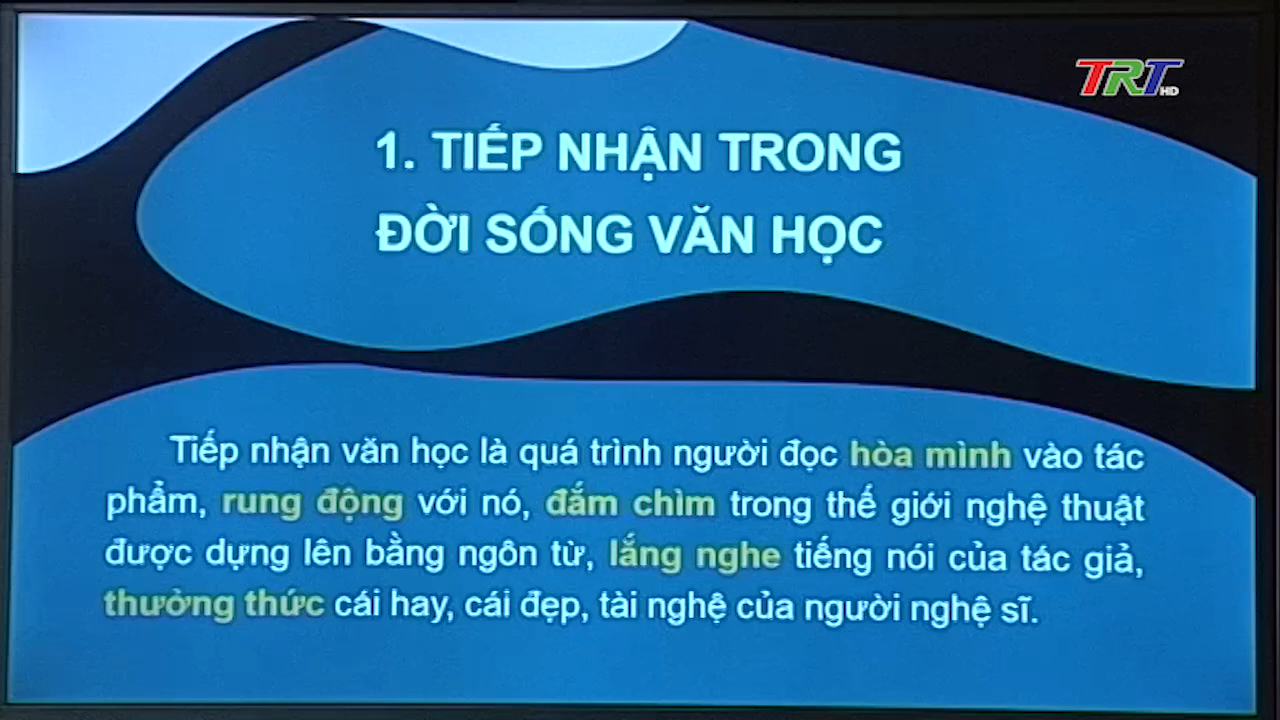 TRT HD
1. TIẾP NHẬN TRONG
ĐỜI SỐNG VĂN HỌC
Tiếp nhận văn học là quá trình người đọc hòa mình vào tác
phẩm, rung động với nó, đắm chìm trong thế giới nghệ thuật
được dựng lên bằng ngôn từ, lắng nghe tiếng nói của tác giả,
thưởng thức cái hay, cái đẹp, tài nghệ của người nghệ sĩ.